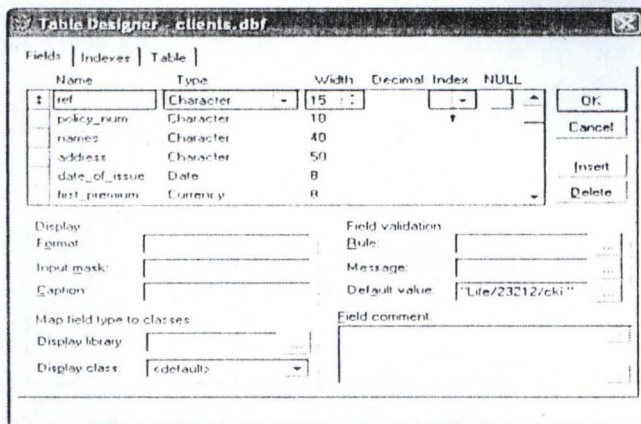 Table Designer - clients.dbf
Fields Indexes Table
Name Type Width Decimal Index NULL
ref Character 15
policy_num Character 10
names Character 40
address Character 50
date_of_issue Date 8
first_premium Currency 8
OK
Cancel
Insert
Delete
Display
Format:
Input mask:
Caption:
Field validation
Rule:
Message:
Default value: "Life/23212/cki"
Map field type to classes
Display library:
Display class: <default>
Field comment: